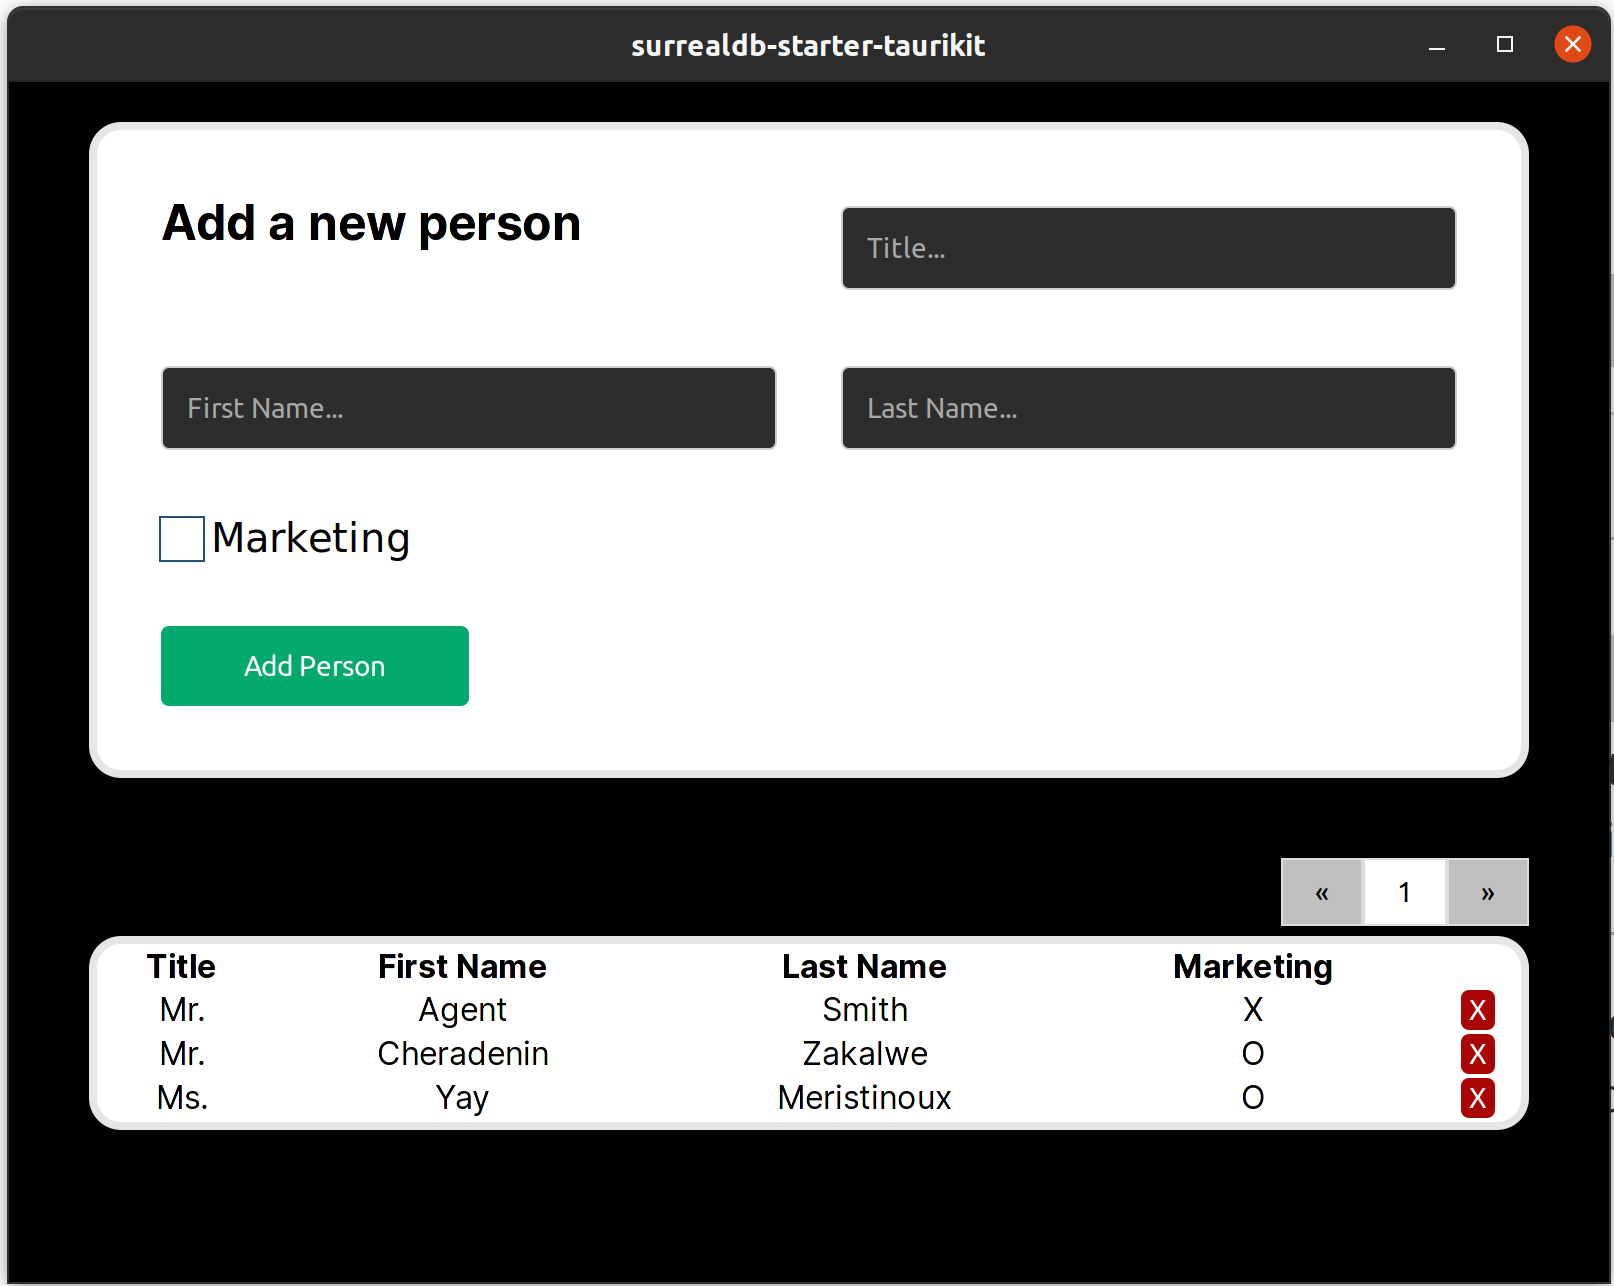 surrealdb-starter-taurikit
Add a new person
Title...
First Name... Last Name...
Marketing
Add Person
« 1 »
Title First Name Last Name Marketing
Mr. Agent Smith X X
Mr. Cheradenin Zakalwe O X
Ms. Yay Meristinoux O X